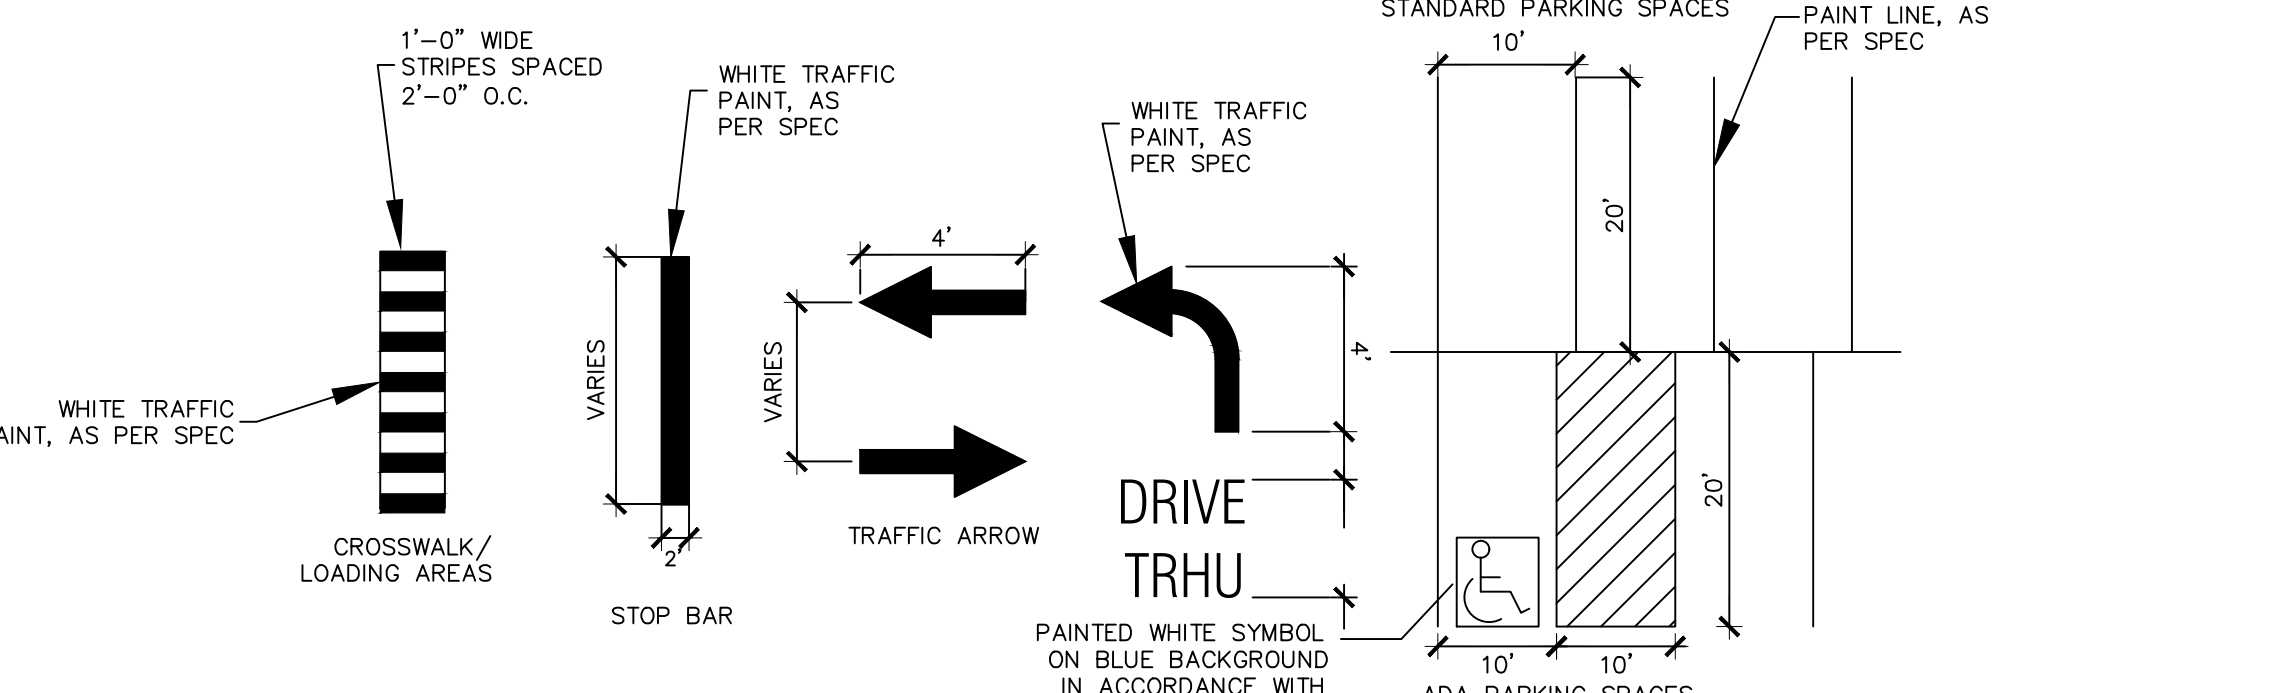 1'-0" WIDE
STRIPES SPACED
2'-0" O.C.
WHITE TRAFFIC
AINT, AS PER SPEC
CROSSWALK/
LOADING AREAS
WHITE TRAFFIC
PAINT, AS
PER SPEC
VARIES
2'
STOP BAR
4'
VARIES
TRAFFIC ARROW
WHITE TRAFFIC
PAINT, AS
PER SPEC
4'
DRIVE
TRHU
PAINTED WHITE SYMBOL
ON BLUE BACKGROUND
IN ACCORDANCE WITH
STANDARD PARKING SPACES
10'
20'
PAINT LINE, AS
PER SPEC
20'
10'
10'
ADA PARKING SPACES